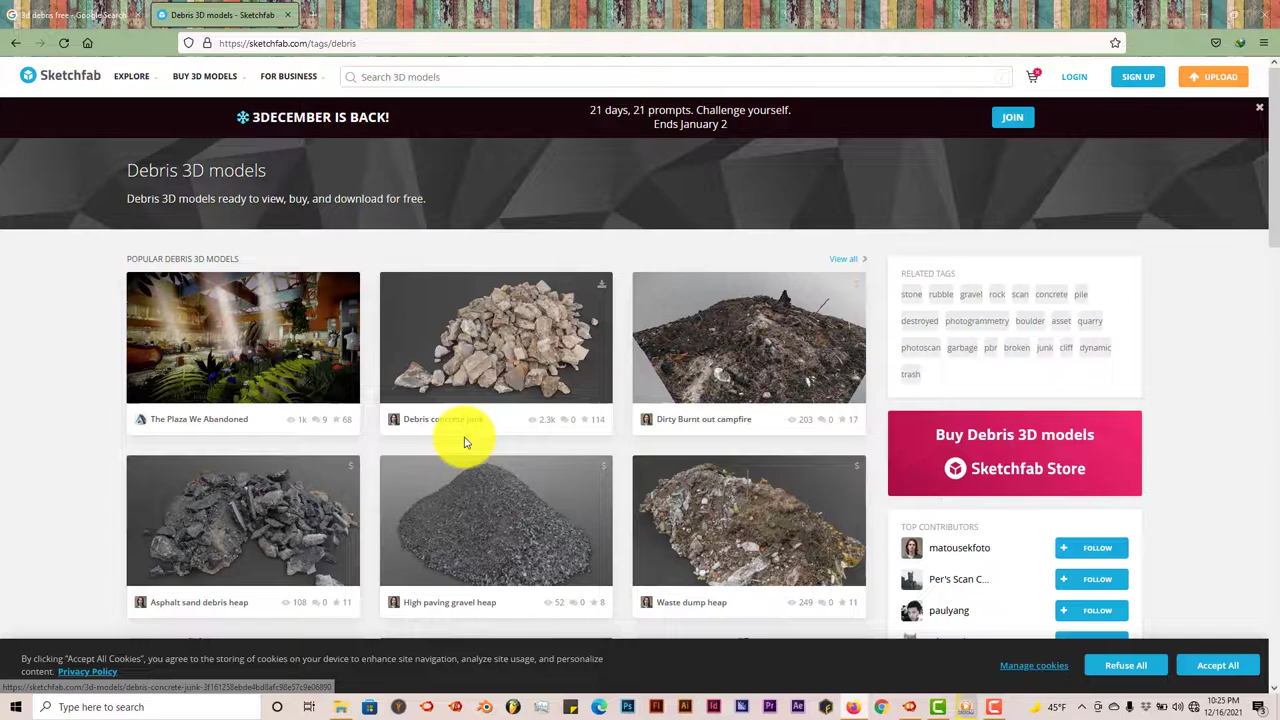 3d debris free - Google Search
Debris 3D models - Sketchfab
https://sketchfab.com/tags/debris
Sketchfab
EXPLORE
BUY 3D MODELS
FOR BUSINESS
Search 3D models
LOGIN
SIGN UP
UPLOAD
3DECEMBER IS BACK!
21 days, 21 prompts. Challenge yourself.
Ends January 2
JOIN
Debris 3D models
Debris 3D models ready to view, buy, and download for free.
POPULAR DEBRIS 3D MODELS
View all
The Plaza We Abandoned 1k 9 68
Debris concrete junk 2.3k 0 114
Dirty Burnt out campfire 203 0 17
Asphalt sand debris heap 108 0 11
High paving gravel heap 52 0 8
Waste dump heap 249 0 11
RELATED TAGS
stone rubble gravel rock scan concrete pile
destroyed photogrammetry boulder asset quarry
photoscan garbage pbr broken junk cliff dynamic
trash
Buy Debris 3D models
Sketchfab Store
TOP CONTRIBUTORS
matousekfoto FOLLOW
Per's Scan C... FOLLOW
paulyang FOLLOW
By clicking “Accept All Cookies”, you agree to the storing of cookies on your device to enhance site navigation, analyze site usage, and personalize
content. Privacy Policy
Manage cookies
Refuse All
Accept All
Type here to search
45°F
10:25 PM
12/16/2021